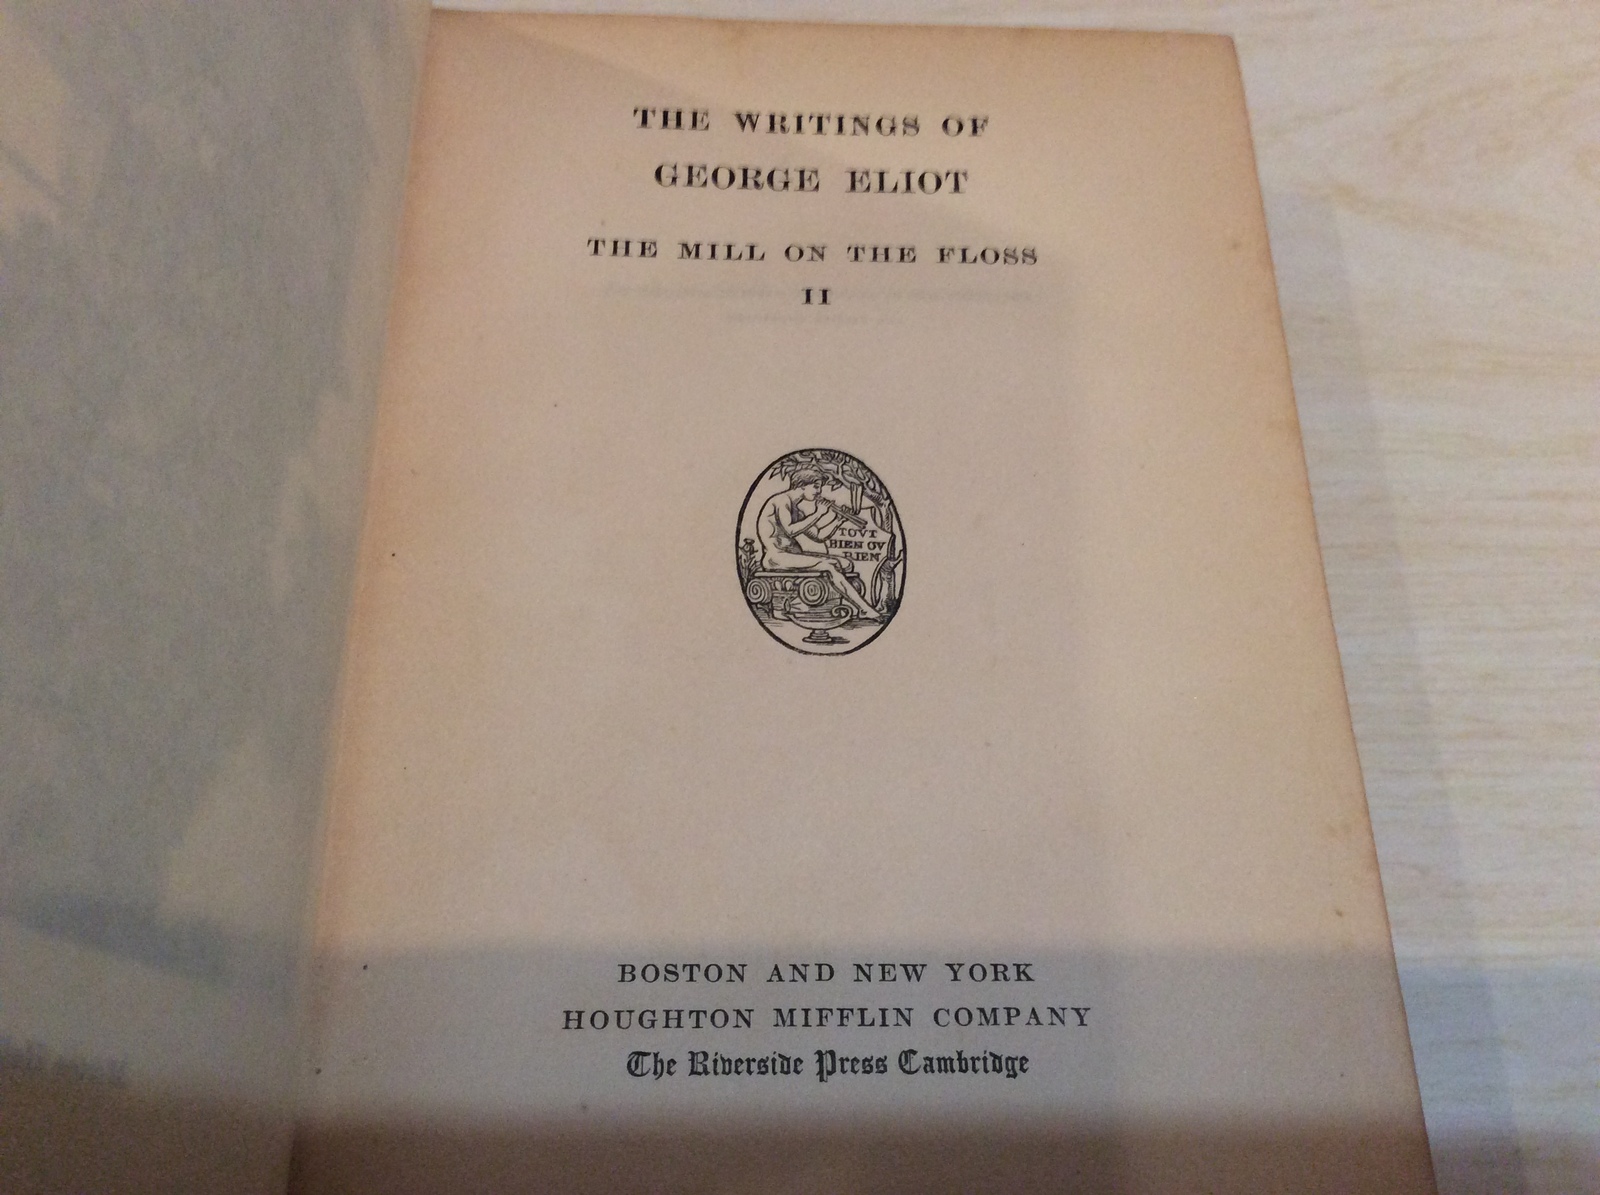 THE WRITINGS OF
GEORGE ELIOT
THE MILL ON THE FLOSS
II
TOVT
BIEN OV
RIEN
BOSTON AND NEW YORK
HOUGHTON MIFFLIN COMPANY
The Riverside Press Cambridge